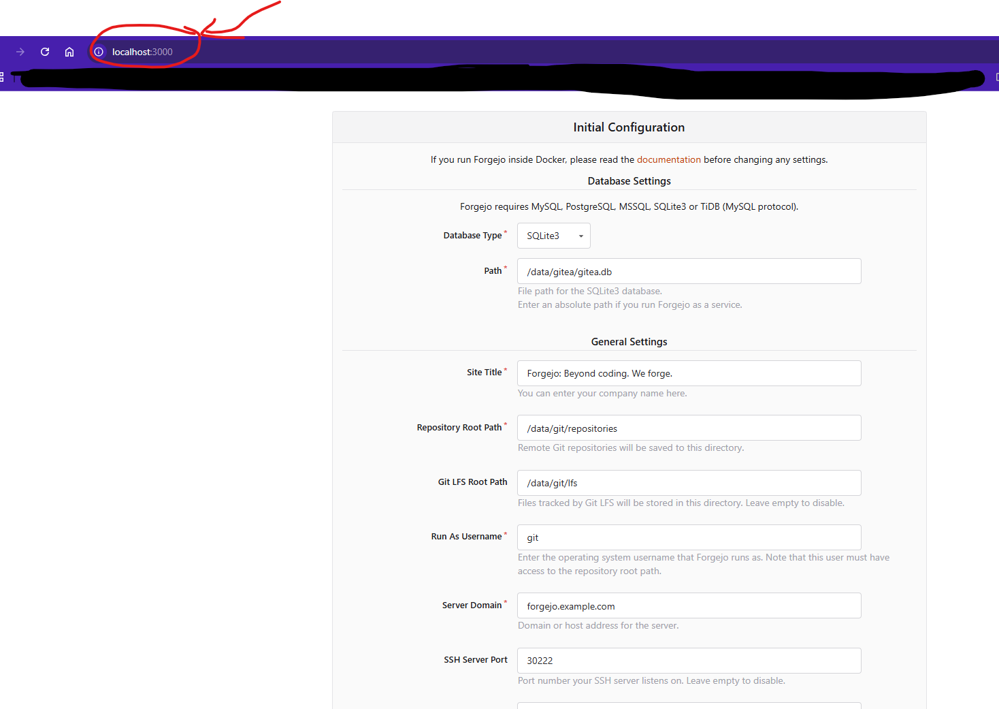 localhost:3000
Initial Configuration
If you run Forgejo inside Docker, please read the documentation before changing any settings.
Database Settings
Forgejo requires MySQL, PostgreSQL, MSSQL, SQLite3 or TiDB (MySQL protocol).
Database Type * SQLite3
Path * /data/gitea/gitea.db
File path for the SQLite3 database.
Enter an absolute path if you run Forgejo as a service.
General Settings
Site Title * Forgejo: Beyond coding. We forge.
You can enter your company name here.
Repository Root Path * /data/git/repositories
Remote Git repositories will be saved to this directory.
Git LFS Root Path /data/git/lfs
Files tracked by Git LFS will be stored in this directory. Leave empty to disable.
Run As Username * git
Enter the operating system username that Forgejo runs as. Note that this user must have
access to the repository root path.
Server Domain * forgejo.example.com
Domain or host address for the server.
SSH Server Port 30222
Port number your SSH server listens on. Leave empty to disable.